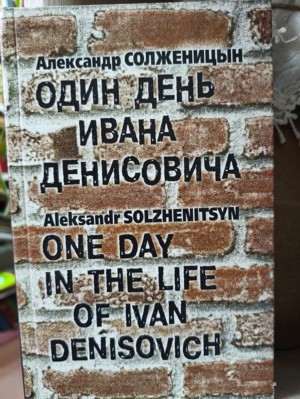 Александр СОЛЖЕНИЦЫН
ОДИН ДЕНЬ
ИВАНА
ДЕНИСОВИЧА
Aleksandr SOLZHENITSYN
ONE DAY
IN THE LIFE
OF IVAN
DENISOVICH